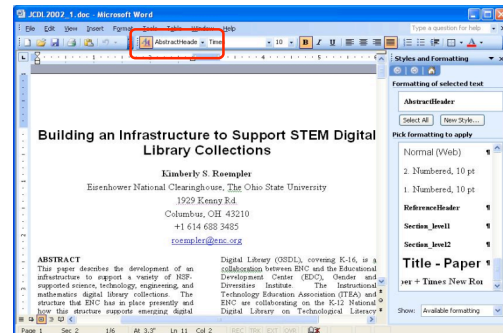 JCDL2002_1.doc - Microsoft Word
File Edit View Insert Format Tools Table Window Help
Type a question for help
AbstractHeade Time 10 B I U
Styles and Formatting
Formatting of selected text
AbstractHeader
Select All New Style...
Pick formatting to apply
Normal (Web)
2. Numbered, 10 pt
1. Numbered, 10 pt
ReferenceHeader
Section_level1
Section_level2
Title - Paper
per + Times New Ror
Show: Available formatting
Building an Infrastructure to Support STEM Digital
Library Collections
Kimberly S. Roempler
Eisenhower National Clearinghouse, The Ohio State University
1929 Kenny Rd.
Columbus, OH 43210
+1 614 688 3485
roempler@enc.org
ABSTRACT
This paper describes the development of an
infrastructure to support a variety of NSF-
supported science, technology, engineering, and
mathematics digital library collections. The
structure that ENC has in place presently and
how this structure supports emerging digital
Digital Library (GSDL), covering K-16, is a
collaboration between ENC and the Educational
Development Center (EDC), Gender and
Diversities Institute. The Instructional
Technology Education Association (ITEA) and
ENC are collaborating on the K-12 National
Digital Library on Technological Literacy
Page 1 Sec 2 1/6 At 3.3" Ln 11 Col 2 REC TRK EXT OVR